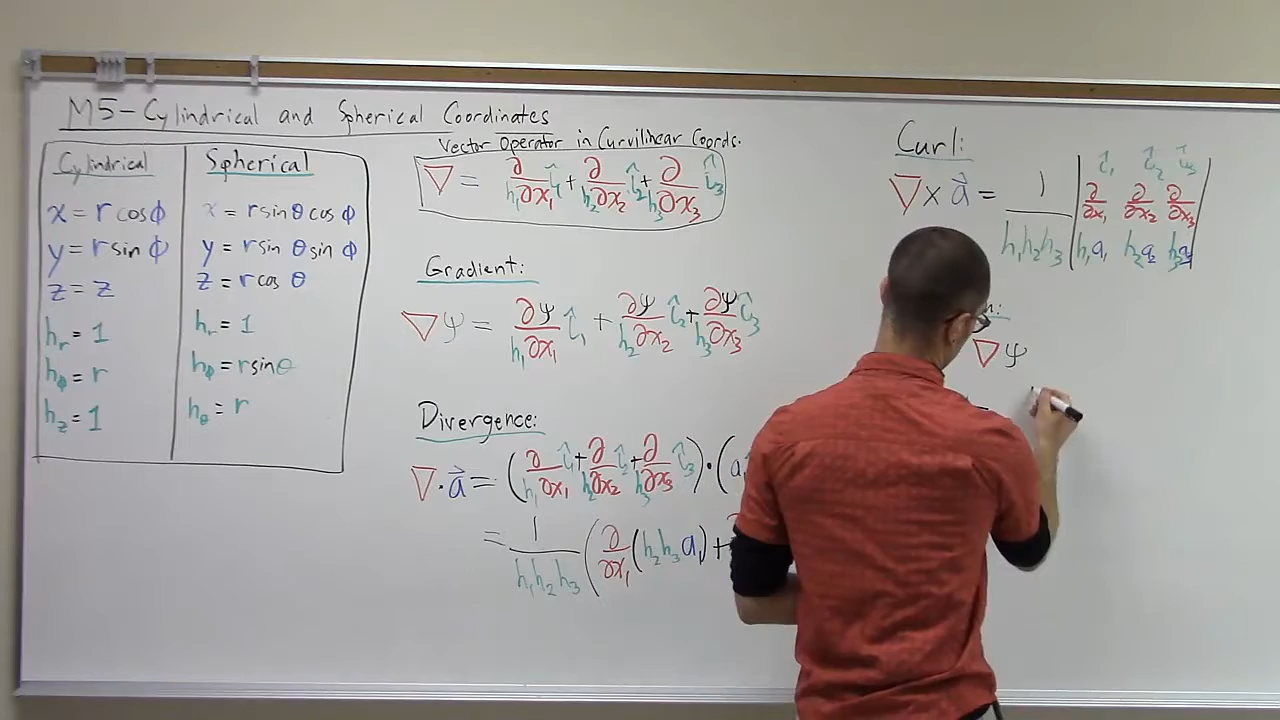 M5-Cylindrical and Spherical Coordinates
Cylindrical
x = r cos φ
y = r sin φ
z = z
h_r = 1
h_φ = r
h_z = 1
Spherical
x = r sin θ cos φ
y = r sin θ sin φ
z = r cos θ
h_r = 1
h_φ = r sin θ
h_θ = r
Vector Operator in Curvilinear Coords.
∇ = ∂/(h₁∂x₁) î₁ + ∂/(h₂∂x₂) î₂ + ∂/(h₃∂x₃) î₃
Gradient:
∇ψ = ∂ψ/(h₁∂x₁) î₁ + ∂ψ/(h₂∂x₂) î₂ + ∂ψ/(h₃∂x₃) î₃
Divergence:
∇·a⃗ = (∂/(h₁∂x₁) î₁ + ∂/(h₂∂x₂) î₂ + ∂/(h₃∂x₃) î₃)·(a₁
= 1/(h₁h₂h₃) (∂/∂x₁ (h₂h₃a₁) +
Curl:
∇ × a⃗ = 1/(h₁h₂h₃) | î₁ î₂ î₃ |
| ∂/∂x₁ ∂/∂x₂ ∂/∂x₃ |
| h₁a₁ h₂a₂ h₃a₃ |
∇ψ